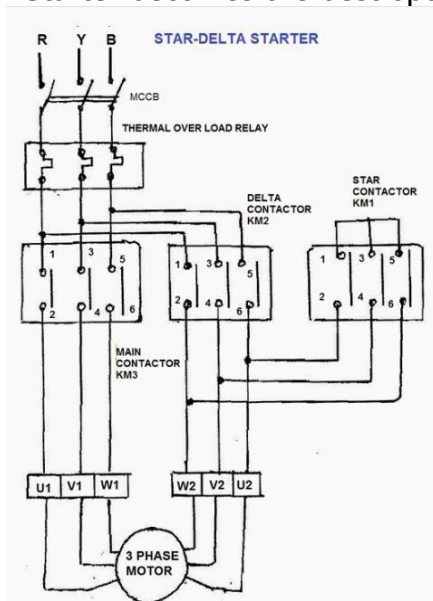 R Y B
STAR-DELTA STARTER
MCCB
THERMAL OVER LOAD RELAY
DELTA
CONTACTOR
KM2
STAR
CONTACTOR
KM1
1 3 5
2 4 6
1 3 5
2 4 6
1 3 5
2 4 6
MAIN
CONTACTOR
KM3
U1 V1 W1
W2 V2 U2
3 PHASE
MOTOR